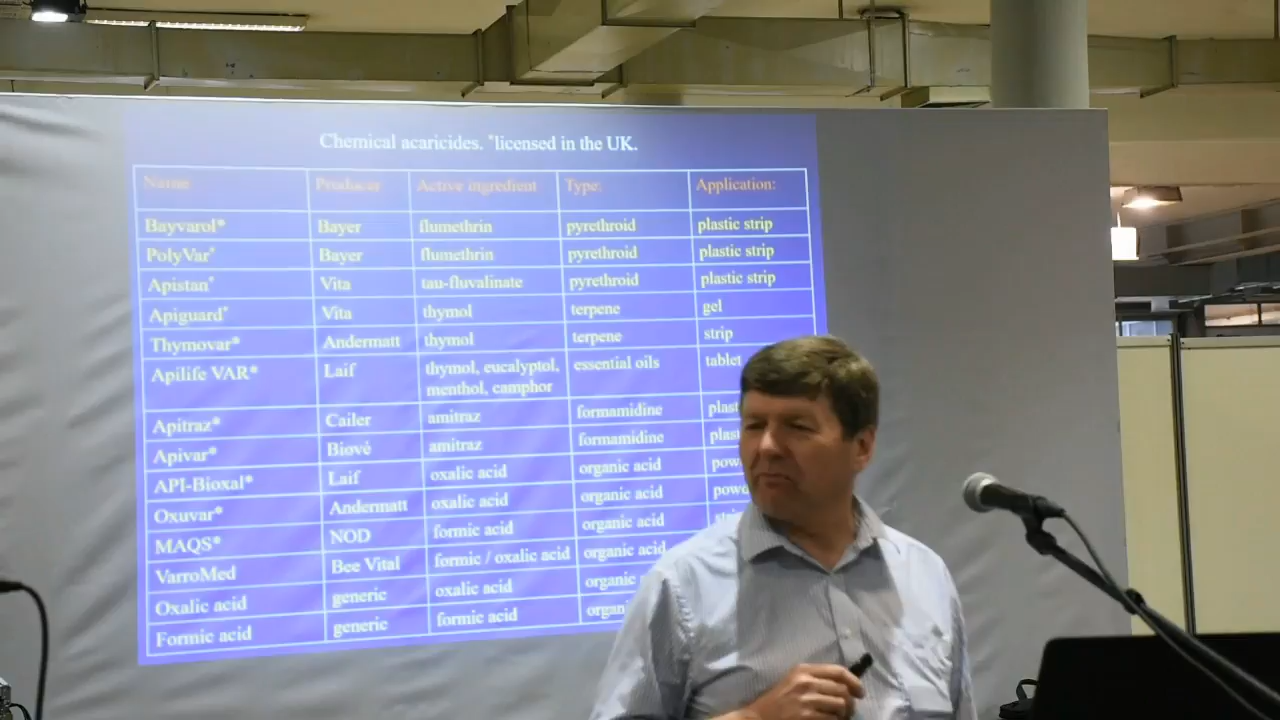 Chemical acaricides. *licensed in the UK.
Name Producer Active ingredient Type: Application:
Bayvarol* Bayer flumethrin pyrethroid plastic strip
PolyVar* Bayer flumethrin pyrethroid plastic strip
Apistan* Vita tau-fluvalinate pyrethroid plastic strip
Apiguard* Vita thymol terpene gel
Thymovar* Andermatt thymol terpene strip
Apilife VAR* Laif thymol, eucalyptol, essential oils tablet
menthol, camphor
Apitraz* Cailer amitraz formamidine
Apivar* Biové amitraz formamidine
API-Bioxal* Laif oxalic acid organic acid
Oxuvar* Andermatt oxalic acid organic acid
MAQS* NOD formic acid organic acid
VarroMed Bee Vital formic / oxalic acid organic acid
Oxalic acid generic oxalic acid organic
Formic acid generic formic acid